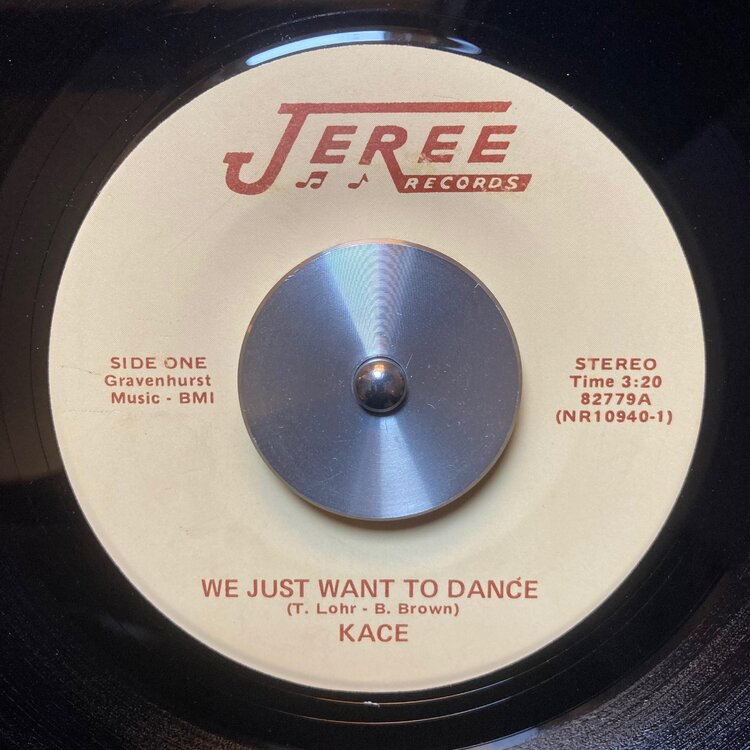 JEREE
RECORDS
SIDE ONE
Gravenhurst
Music - BMI
STEREO
Time 3:20
82779A
(NR10940-1)
WE JUST WANT TO DANCE
(T. Lohr - B. Brown)
KACE